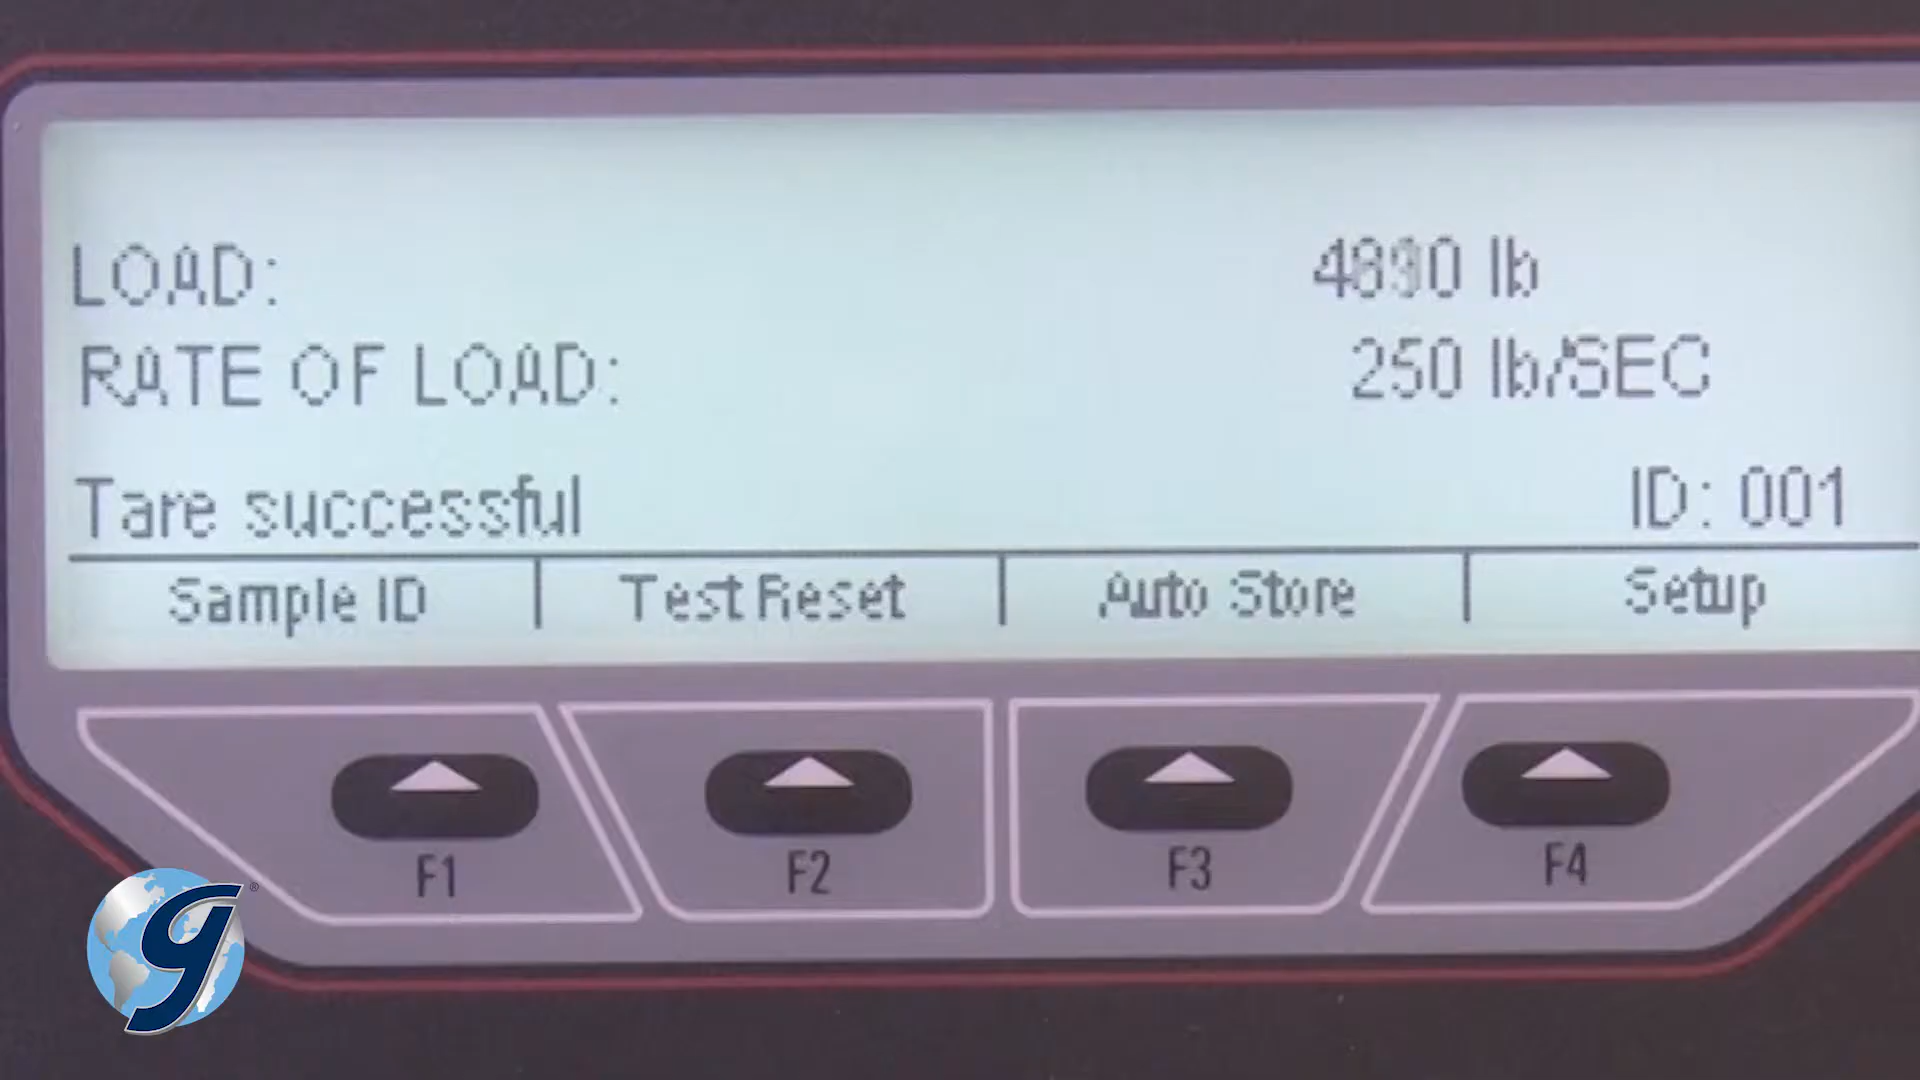 LOAD: lb
RATE OF LOAD: 250 lb/SEC
Tare successful ID: 001
Sample ID Test Reset Auto Store Setup
F1 F2 F3 F4
g ®